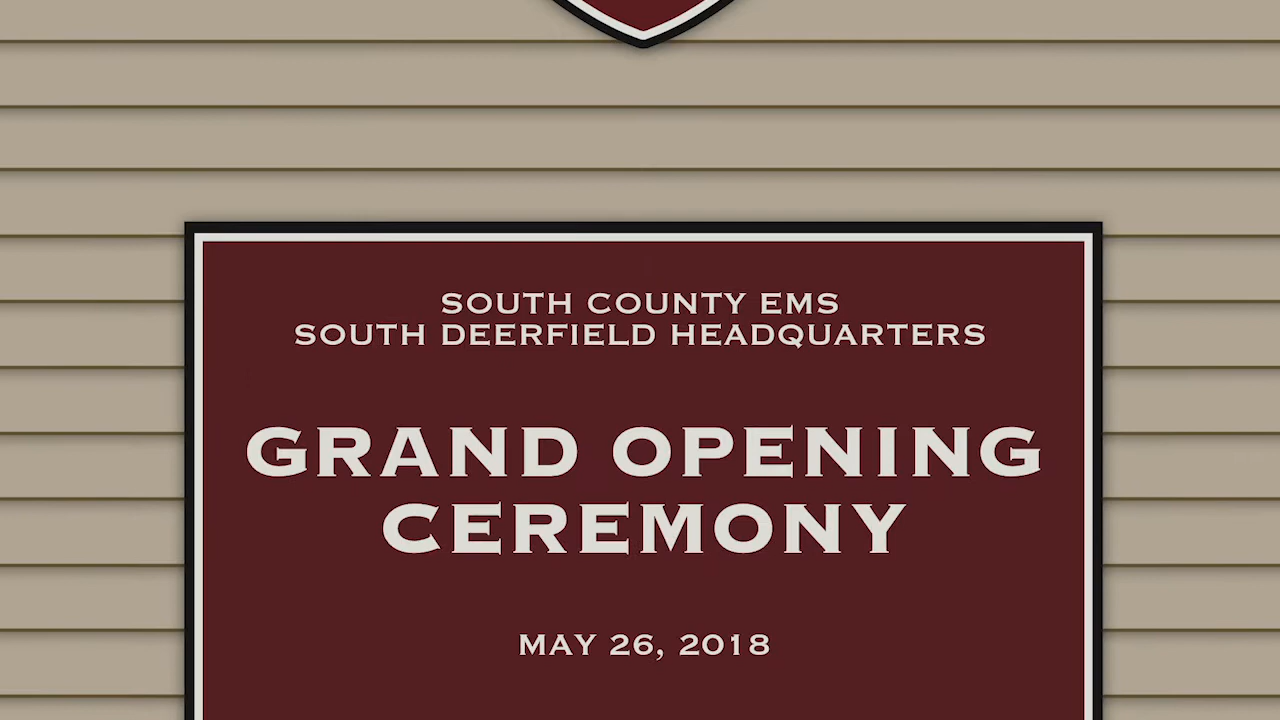 SOUTH COUNTY EMS
SOUTH DEERFIELD HEADQUARTERS
GRAND OPENING
CEREMONY
MAY 26, 2018